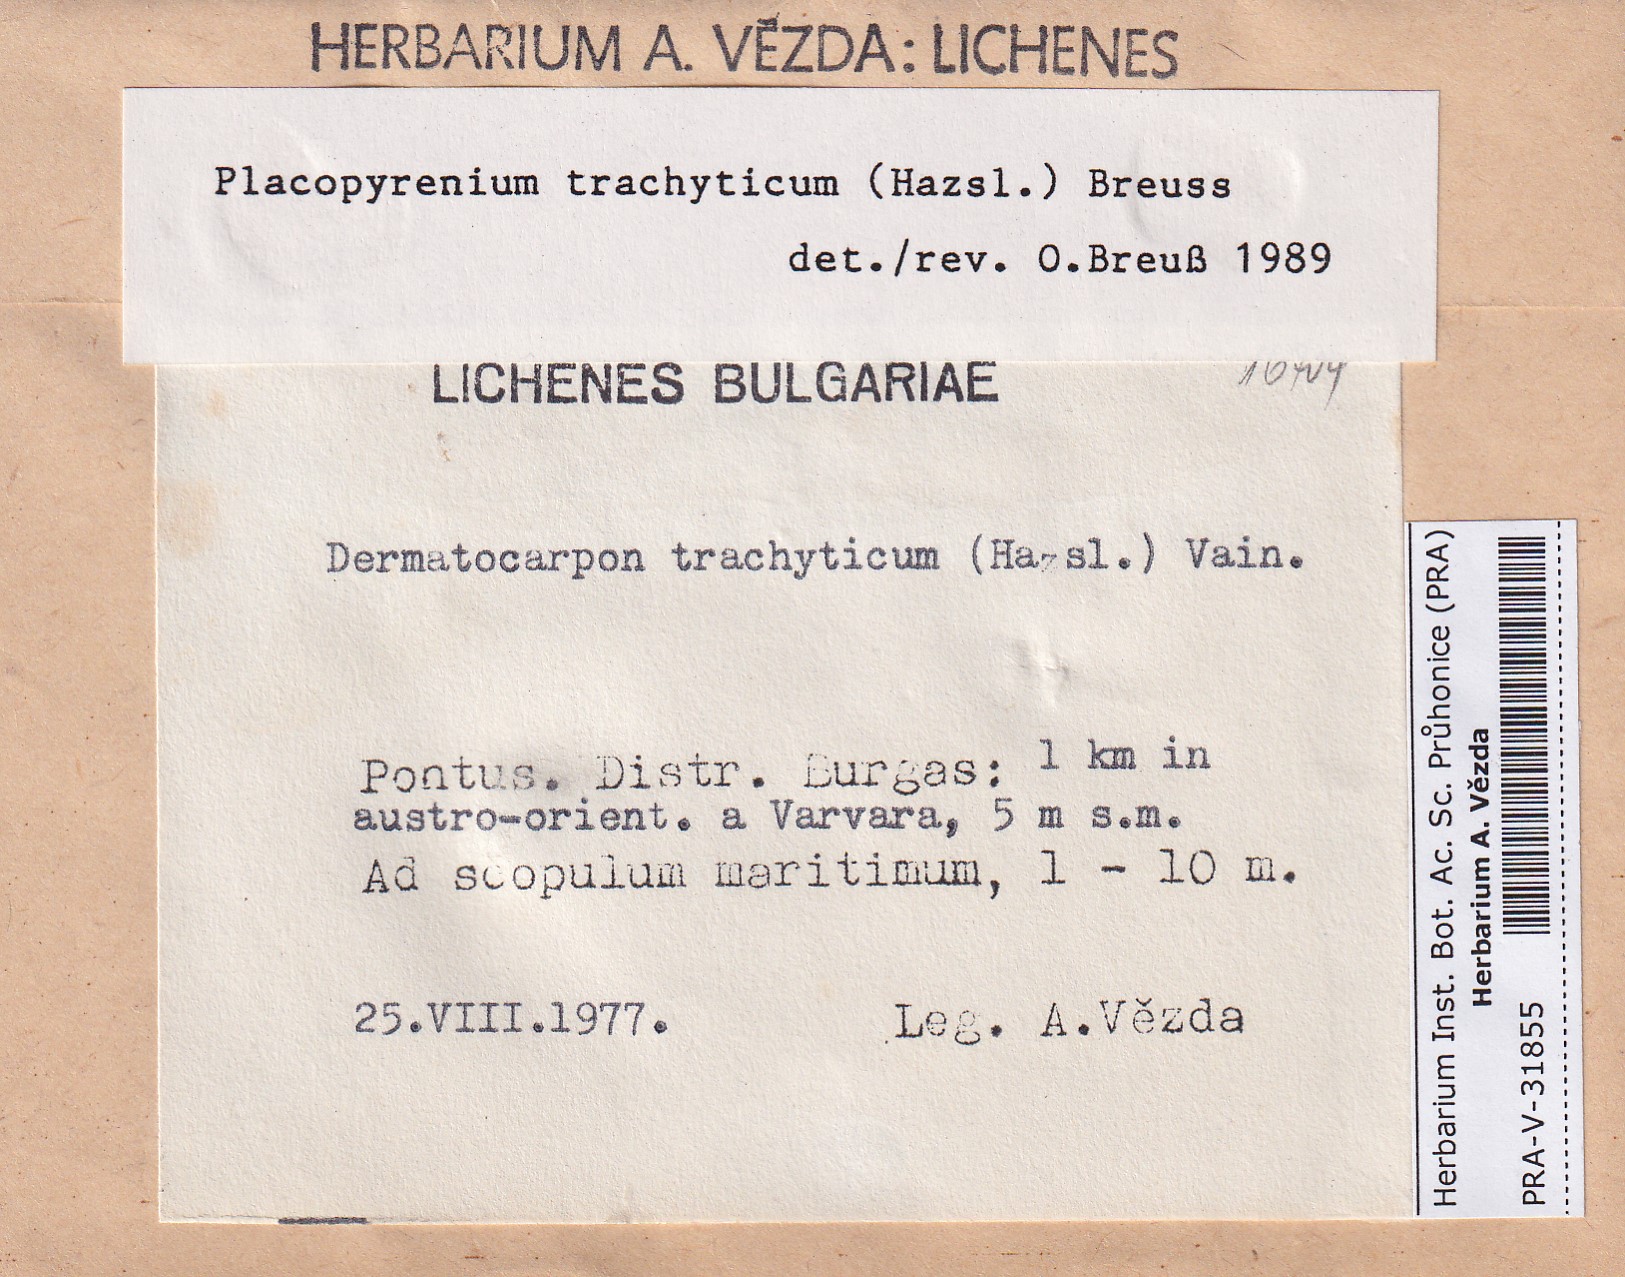 HERBARIUM A. VĚZDA: LICHENES
Placopyrenium trachyticum (Hazsl.) Breuss
det./rev. O.Breuß 1989
LICHENES BULGARIAE
Dermatocarpon trachyticum (Hazsl.) Vain.
Pontus. Distr. Burgas: 1 km in
austro-orient. a Varvara, 5 m s.m.
Ad scopulum maritimum, 1 - 10 m.
25.VIII.1977. Leg. A.Vězda
Herbarium Inst. Bot. Ac. Sc. Průhonice (PRA)
Herbarium A. Vězda
PRA-V-31855